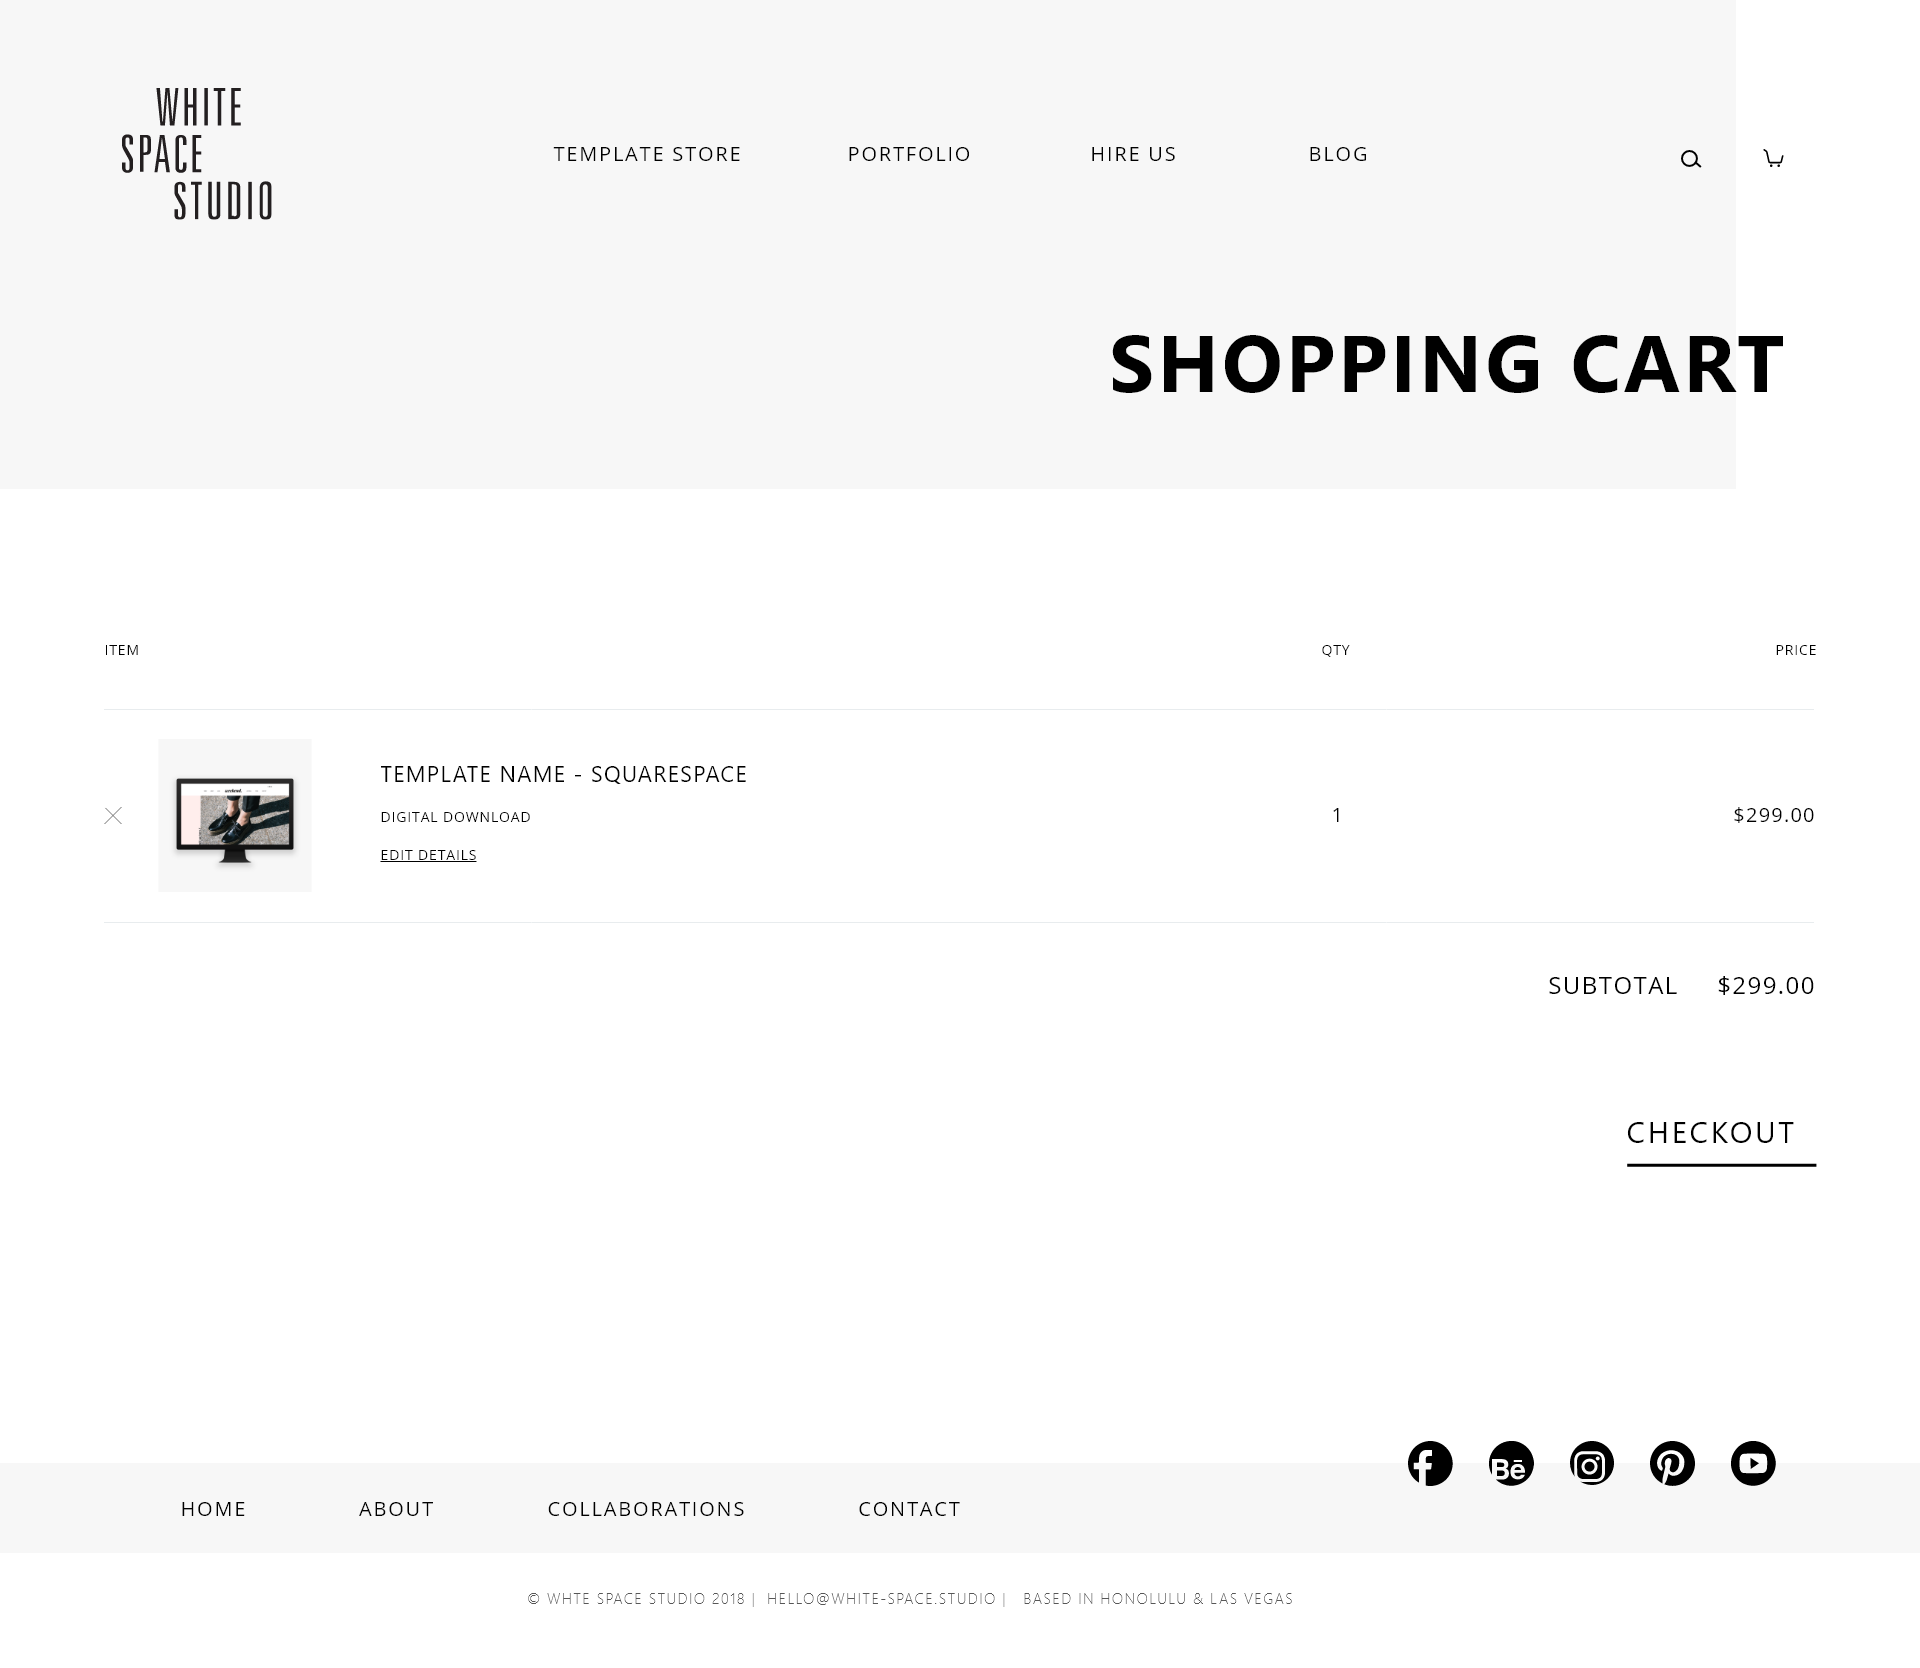 WHITE
SPACE
STUDIO
TEMPLATE STORE
PORTFOLIO
HIRE US
BLOG
SHOPPING CART
ITEM
QTY
PRICE
TEMPLATE NAME - SQUARESPACE
DIGITAL DOWNLOAD
EDIT DETAILS
1
$299.00
SUBTOTAL $299.00
CHECKOUT
Bē
HOME
ABOUT
COLLABORATIONS
CONTACT
© WHTE SPACE STUDIO 2018 | HELLO@WHITE-SPACE.STUDIO | BASED IN HONOLULU & LAS VEGAS